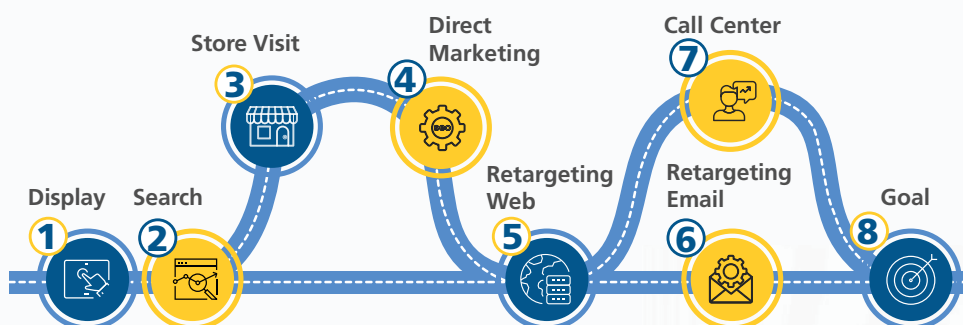 Display
1
Search
2
Store Visit
3
Direct
Marketing
4
SEO
Retargeting
Web
5
Retargeting
Email
6
Call Center
7
Goal
8